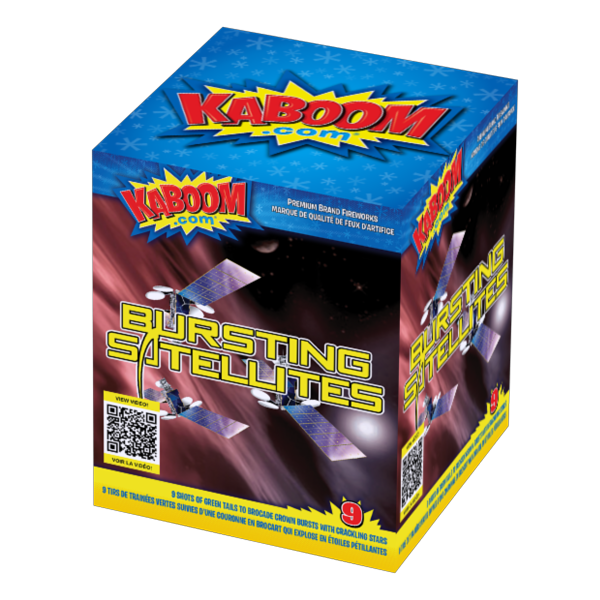 KABOOM
.com
KABOOM
.com
PREMIUM BRAND FIREWORKS
MARQUE DE QUALITÉ DE FEUX D'ARTIFICE
BURSTING
SATELLITES
VIEW VIDEO!
VOIR LA VIDÉO!
9 SHOTS OF GREEN TAILS TO BROCADE CROWN BURSTS WITH CRACKLING STARS
9 TIRS DE TRAINÉES VERTES SUIVIES D'UNE COURONNE EN BROCART QUI EXPLOSE EN ÉTOILES PÉTILLANTES
9
KABOOM
.com
BURSTING
SATELLITES
9